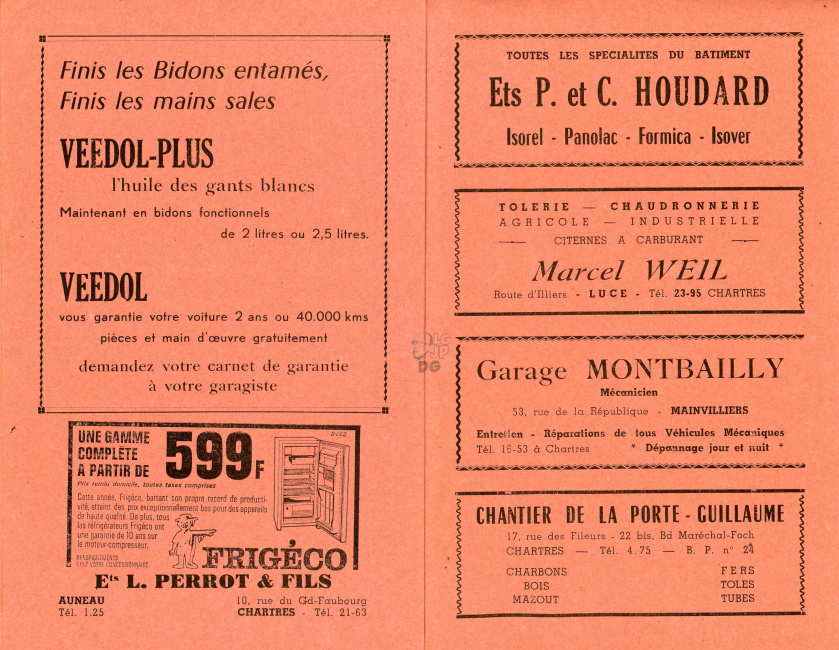 Finis les Bidons entamés,
Finis les mains sales
VEEDOL-PLUS
l'huile des gants blancs
Maintenant en bidons fonctionnels
de 2 litres ou 2,5 litres.
VEEDOL
vous garantie votre voiture 2 ans ou 40.000 kms
pièces et main d'œuvre gratuitement
demandez votre carnet de garantie
à votre garagiste
UNE GAMME
COMPLÈTE
A PARTIR DE
599F
Prix rendu domicile, toutes taxes comprises
Cette année, Frigéco, battant son propre record de producti-
vité, atteint des prix exceptionnellement bas pour des appareils
de haute qualité. De plus, tous
les réfrigérateurs Frigéco ont
une garantie de 10 ans sur
le moteur-compresseur.
RENSEIGNEMENTS
CHEZ VOTRE CONCESSIONNAIRE
FRIGÉCO
Ets L. PERROT & FILS
AUNEAU
Tél. 1.25
10, rue du Gd-Faubourg
CHARTRES - Tél. 21-63
TOUTES LES SPECIALITES DU BATIMENT
Ets P. et C. HOUDARD
Isorel - Panolac - Formica - Isover
TOLERIE — CHAUDRONNERIE
AGRICOLE — INDUSTRIELLE
CITERNES A CARBURANT
Marcel WEIL
Route d'Illiers - LUCE - Tél. 23-95 CHARTRES
Garage MONTBAILLY
Mécanicien
53, rue de la République - MAINVILLIERS
Entretien - Réparations de tous Véhicules Mécaniques
Tél. 16-53 à Chartres * Dépannage jour et nuit *
CHANTIER DE LA PORTE - GUILLAUME
17, rue des Fileurs - 22 bis, Bd Maréchal-Foch
CHARTRES — Tél. 4.75 — B. P. n° 24
CHARBONS FERS
BOIS TOLES
MAZOUT TUBES